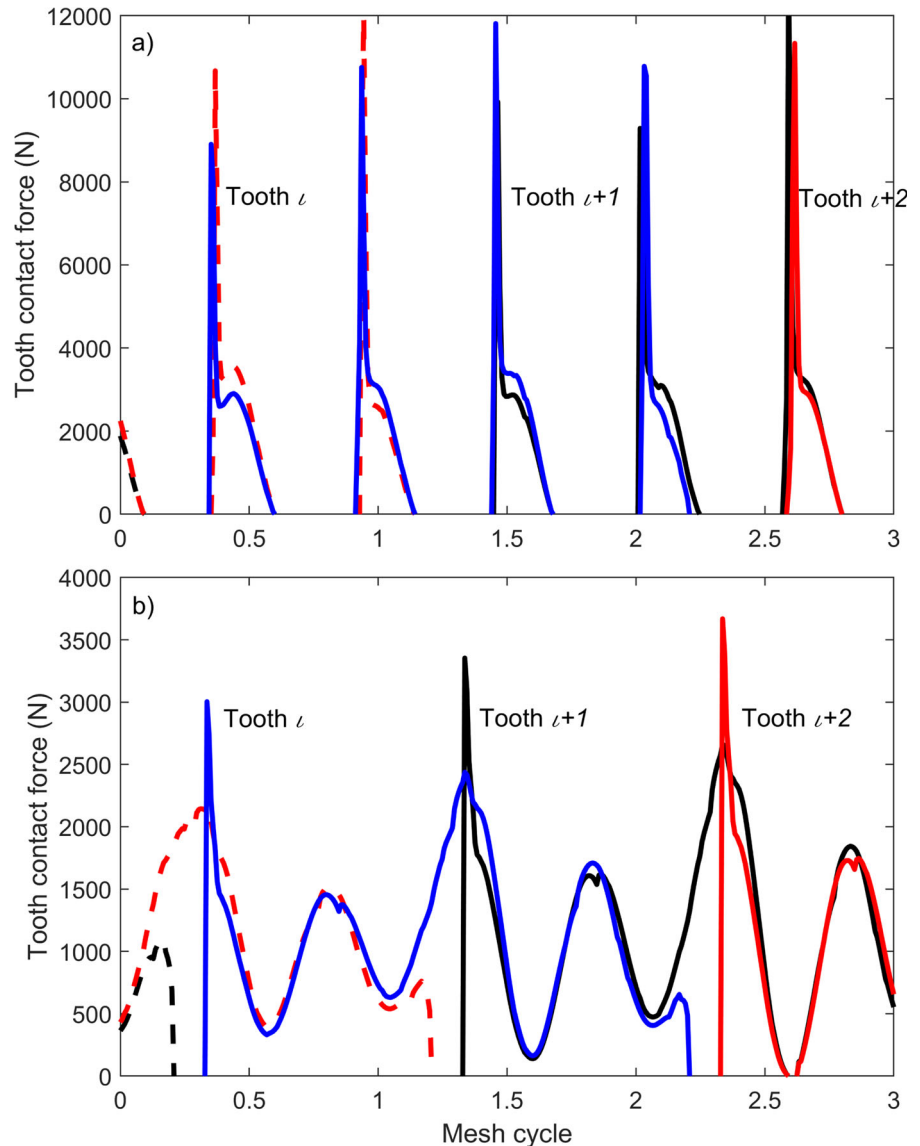 a)
Tooth contact force (N)
12000
10000
8000
6000
4000
2000
0
Tooth ι
Tooth ι+1
Tooth ι+2
0 0.5 1 1.5 2 2.5 3
b)
Tooth contact force (N)
4000
3500
3000
2500
2000
1500
1000
500
0
Tooth ι
Tooth ι+1
Tooth ι+2
0 0.5 1 1.5 2 2.5 3
Mesh cycle